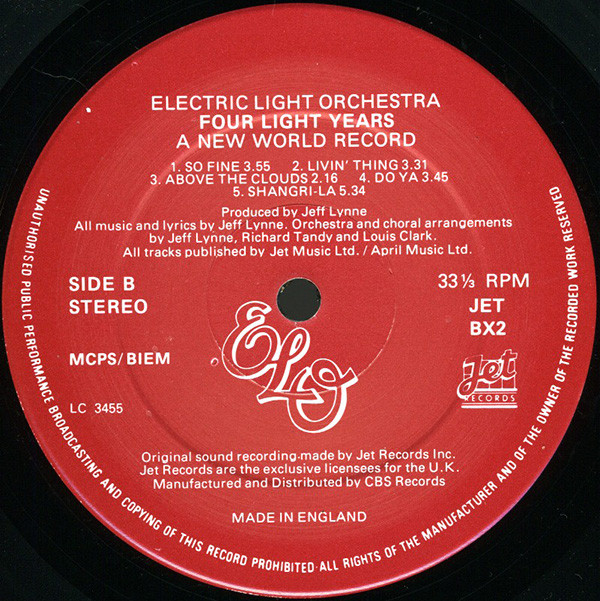 ELECTRIC LIGHT ORCHESTRA
FOUR LIGHT YEARS
A NEW WORLD RECORD
1. SO FINE 3.55 2. LIVIN' THING 3.31
3. ABOVE THE CLOUDS 2.16 4. DO YA 3.45
5. SHANGRI-LA 5.34
Produced by Jeff Lynne
All music and lyrics by Jeff Lynne. Orchestra and choral arrangements
by Jeff Lynne, Richard Tandy and Louis Clark.
All tracks published by Jet Music Ltd. / April Music Ltd.
SIDE B
STEREO
33⅓ RPM
JET
BX2
MCPS/BIEM
ELO
Jet
RECORDS
LC 3455
Original sound recording-made by Jet Records Inc.
Jet Records are the exclusive licensees for the U.K.
Manufactured and Distributed by CBS Records
MADE IN ENGLAND
UNAUTHORISED PUBLIC PERFORMANCE BROADCASTING AND COPYING OF THIS RECORD PROHIBITED·ALL RIGHTS OF THE MANUFACTURER AND OF THE OWNER OF THE RECORDED WORK RESERVED